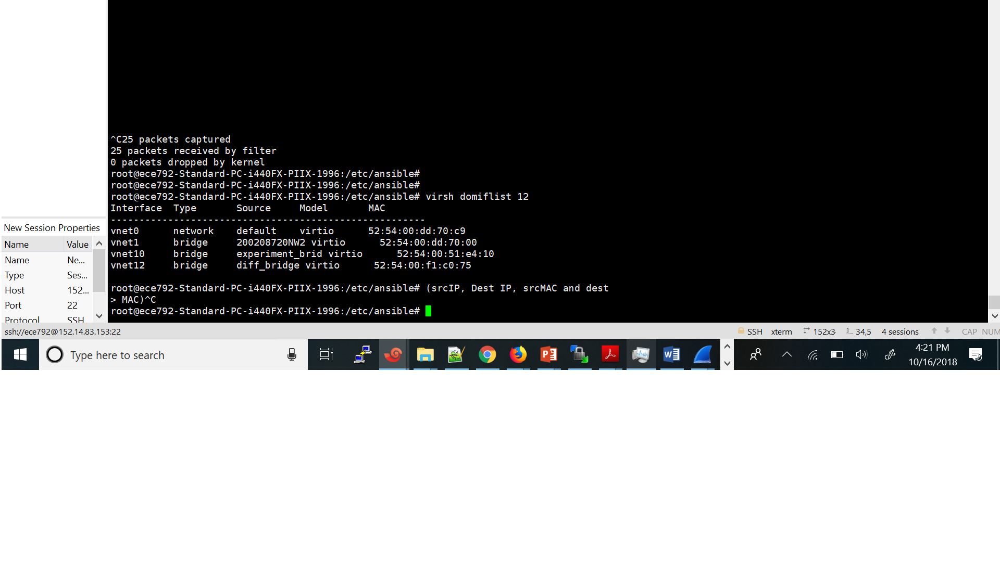 ^C25 packets captured
25 packets received by filter
0 packets dropped by kernel
root@ece792-Standard-PC-i440FX-PIIX-1996:/etc/ansible#
root@ece792-Standard-PC-i440FX-PIIX-1996:/etc/ansible#
root@ece792-Standard-PC-i440FX-PIIX-1996:/etc/ansible# virsh domiflist 12
Interface  Type       Source     Model       MAC
-------------------------------------------------------
vnet0      network    default    virtio      52:54:00:dd:70:c9
vnet1      bridge     200208720NW2 virtio      52:54:00:dd:70:00
vnet10     bridge     experiment_brid virtio      52:54:00:51:e4:10
vnet12     bridge     diff_bridge virtio      52:54:00:f1:c0:75
root@ece792-Standard-PC-i440FX-PIIX-1996:/etc/ansible# (srcIP, Dest IP, srcMAC and dest
> MAC)^C
root@ece792-Standard-PC-i440FX-PIIX-1996:/etc/ansible#
New Session Properties
Name Value
Name Ne...
Type Ses...
Host 152...
Port 22
Protocol SSH
ssh://ece792@152.14.83.153:22
SSH xterm 152x3 34,5 4 sessions CAP NUM
Type here to search
4:21 PM
10/16/2018